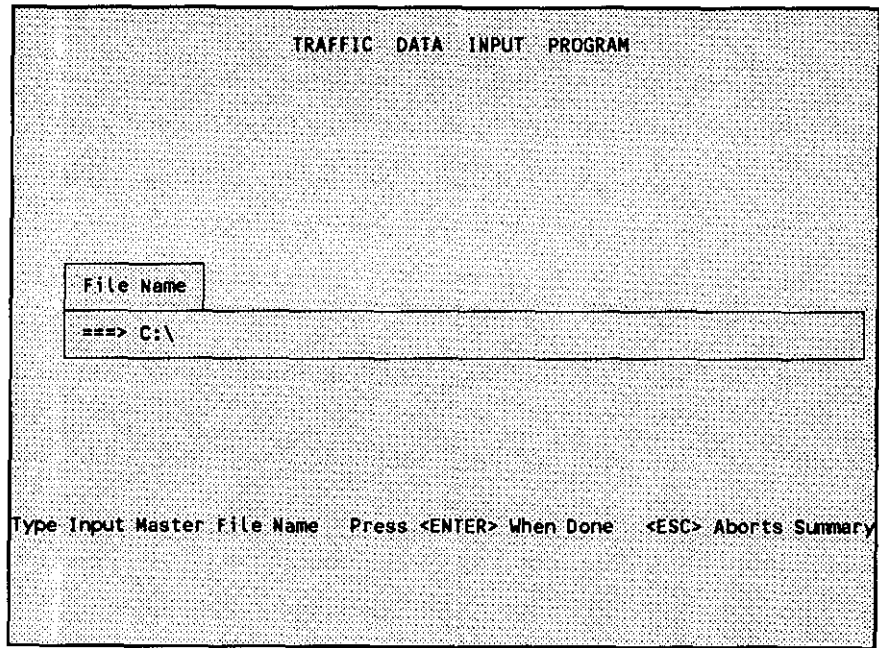 TRAFFIC DATA INPUT PROGRAM
File Name
===> C:\
Type Input Master File Name Press <ENTER> When Done <ESC> Aborts Summary